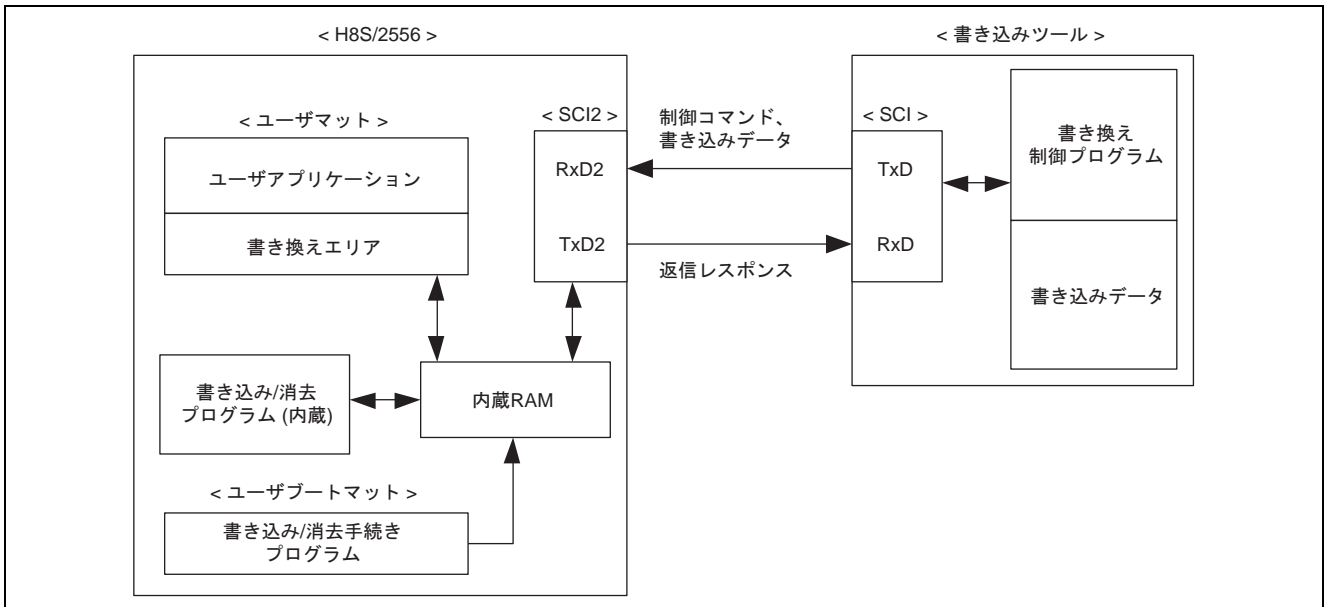 < H8S/2556 >
< ユーザマット >
ユーザアプリケーション
書き換えエリア
< SCI2 >
RxD2
TxD2
書き込み/消去
プログラム (内蔵)
内蔵RAM
< ユーザブートマット >
書き込み/消去手続き
プログラム
制御コマンド、
書き込みデータ
返信レスポンス
< 書き込みツール >
< SCI >
TxD
RxD
書き換え
制御プログラム
書き込みデータ